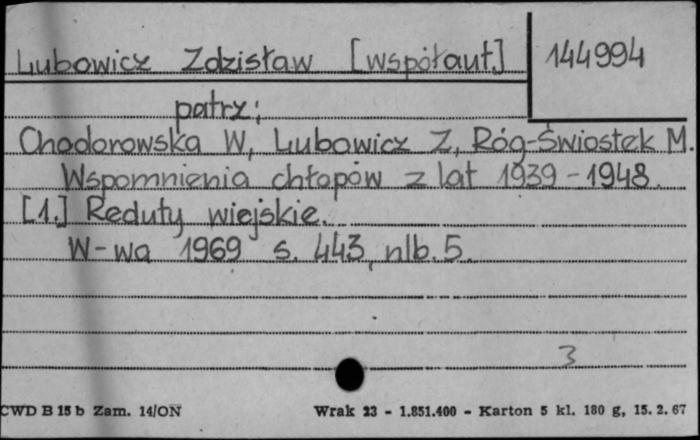 Lubowicz Zdzisław [współaut.] 144994
patrz:
Chodorowska W., Lubowicz Z., Róg-Świostek M.
Wspomnienia chłopów z lat 1939-1948.
[1.] Reduty wiejskie.
W-wa 1969 s. 443, nlb. 5.
3
CWD B 15 b Zam. 14/ON Wrak 23 - 1.851.400 - Karton 5 kl. 180 g, 15. 2. 67